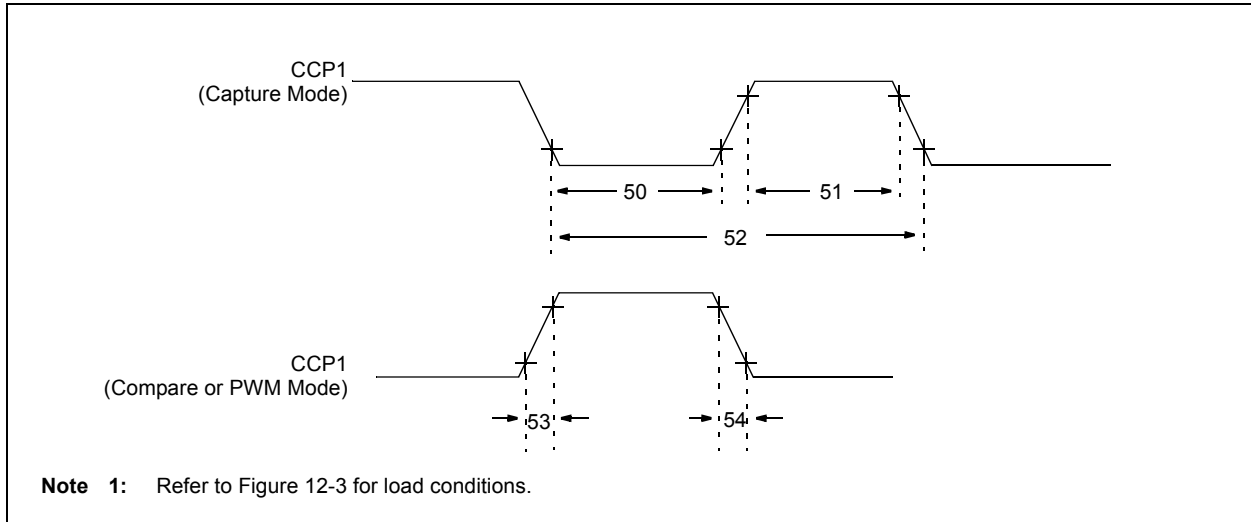 CCP1
(Capture Mode)
50
51
52
CCP1
(Compare or PWM Mode)
53
54
Note 1: Refer to Figure 12-3 for load conditions.